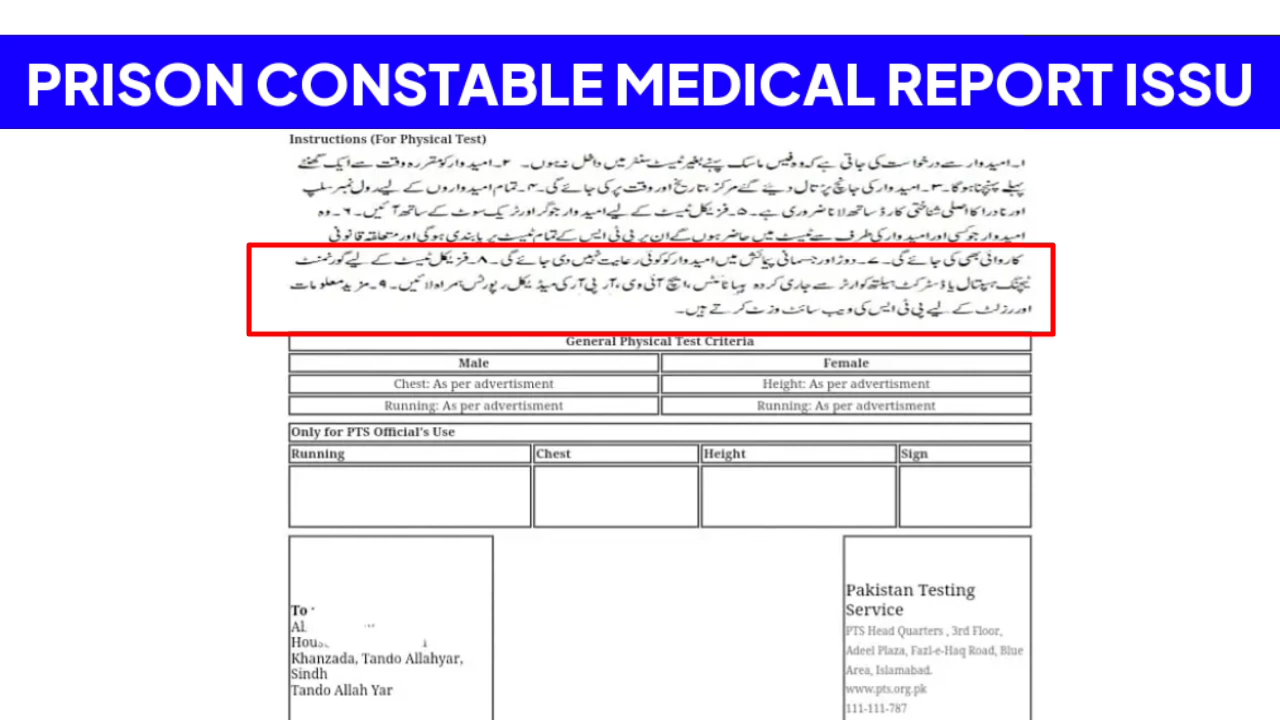 PRISON CONSTABLE MEDICAL REPORT ISSU
Instructions (For Physical Test)
۱۔امیدوار سے درخواست کی جاتی ہے کہ وہ فیس ماسک پہنے بغیر ٹیسٹ سنٹر میں داخل نہ ہوں۔ ۲۔امیدوار کو مقررہ وقت سے ایک گھنٹے
پہلے پہنچنا ہوگا۔۳۔امیدوار کی جانچ پڑتال دیئے گئے مرکز ،تاریخ اور وقت پر کی جائے گی۔۴۔تمام امیدواروں کے لیے رول نمبر سلپ
اور نادرا کا اصلی شناختی کارڈ ساتھ لانا ضروری ہے۔۵۔فزیکل ٹیسٹ کے لیے امیدوار جوگر اور ٹریک سوٹ کے ساتھ آئیں۔۶۔وہ
امیدوار جو کسی اور امیدوار کی طرف سے ٹیسٹ میں حاضر ہوں گے ان پر پی ٹی ایس کے تمام ٹیسٹ پر پابندی ہوگی اور متعلقہ قانونی
کاروائی بھی کی جائے گی۔۷۔دوڑ اور جسمانی پیمائش میں امیدوار کو کوئی رعایت نہیں دی جائے گی۔۸۔فزیکل ٹیسٹ کے لیے گورنمنٹ
ٹیچنگ ہسپتال یا ڈسٹرکٹ ہیلتھ کوارٹر سے جاری کردہ ہیپاٹائٹس ،ایچ آئی وی ،آر پی آر کی میڈیکل رپورٹس ہمراہ لائیں۔۹۔مزید معلومات
اور رزلٹ کے لیے پی ٹی ایس کی ویب سائٹ وزٹ کرتے ہیں۔
General Physical Test Criteria
Male Female
Chest: As per advertisment Height: As per advertisment
Running: As per advertisment Running: As per advertisment
Only for PTS Official's Use
Running Chest Height Sign
To
Khanzada, Tando Allahyar,
Sindh
Tando Allah Yar
Pakistan Testing
Service
PTS Head Quarters , 3rd Floor,
Adeel Plaza, Fazl-e-Haq Road, Blue
Area, Islamabad.
www.pts.org.pk
111-111-787